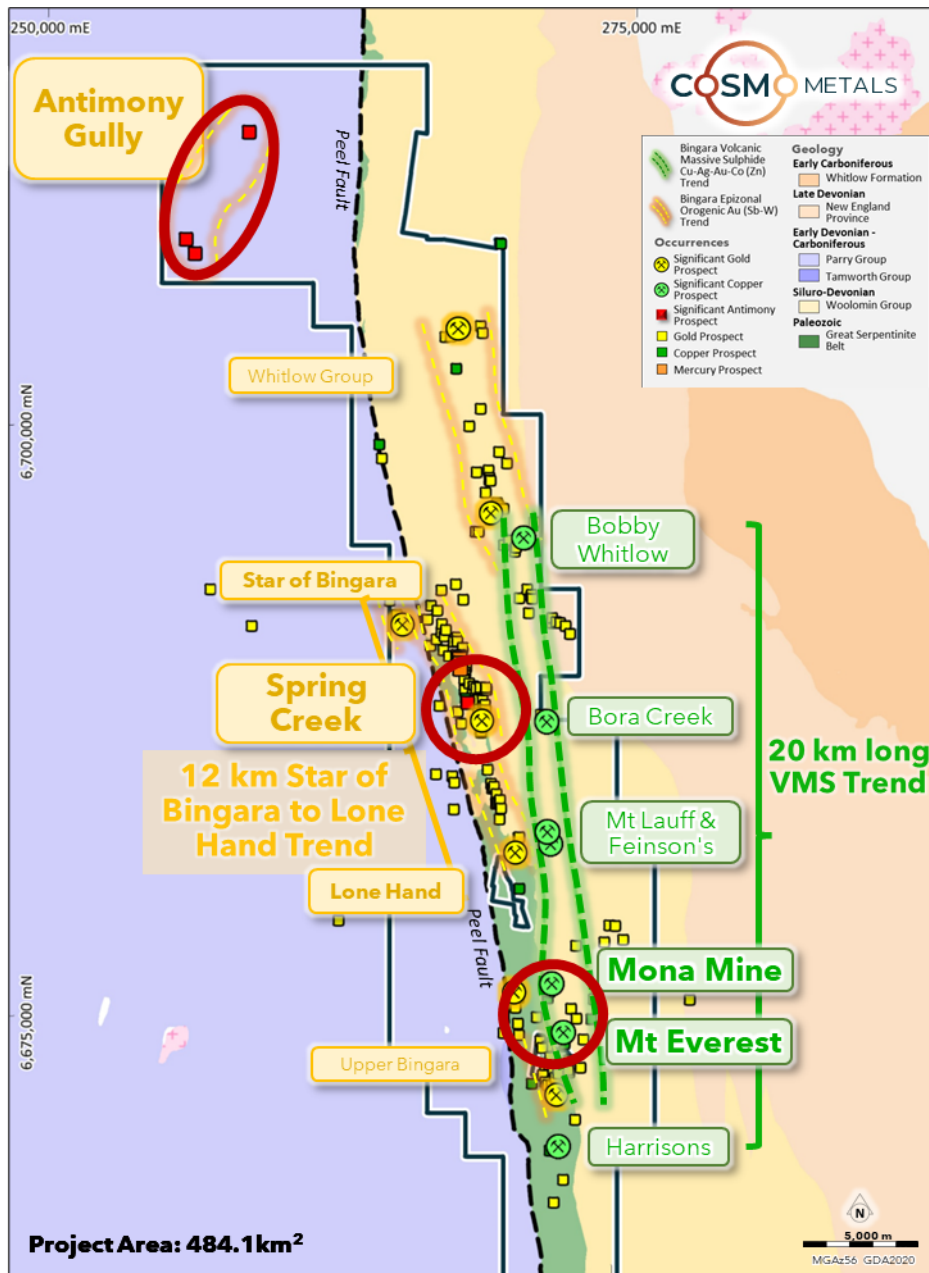 250,000 mE
275,000 mE
COSMO METALS
Antimony
Gully
Peel Fault
Bingara Volcanic
Massive Sulphide
Cu-Ag-Au-Co (Zn)
Trend
Bingara Epizonal
Orogenic Au (Sb-W)
Trend
Occurrences
Significant Gold
Prospect
Significant Copper
Prospect
Significant Antimony
Prospect
Gold Prospect
Copper Prospect
Mercury Prospect
Geology
Early Carboniferous
Whitlow Formation
Late Devonian
New England
Province
Early Devonian -
Carboniferous
Parry Group
Tamworth Group
Siluro-Devonian
Woolomin Group
Paleozoic
Great Serpentinite
Belt
Whitlow Group
6,700,000 mN
Bobby
Whitlow
Star of Bingara
Spring
Creek
Bora Creek
12 km Star of
Bingara to Lone
Hand Trend
20 km long
VMS Trend
Mt Lauff &
Feinson's
Lone Hand
Peel Fault
Mona Mine
6,675,000 mN
Mt Everest
Upper Bingara
Harrisons
N
5,000 m
MGAz56 GDA2020
Project Area: 484.1km²